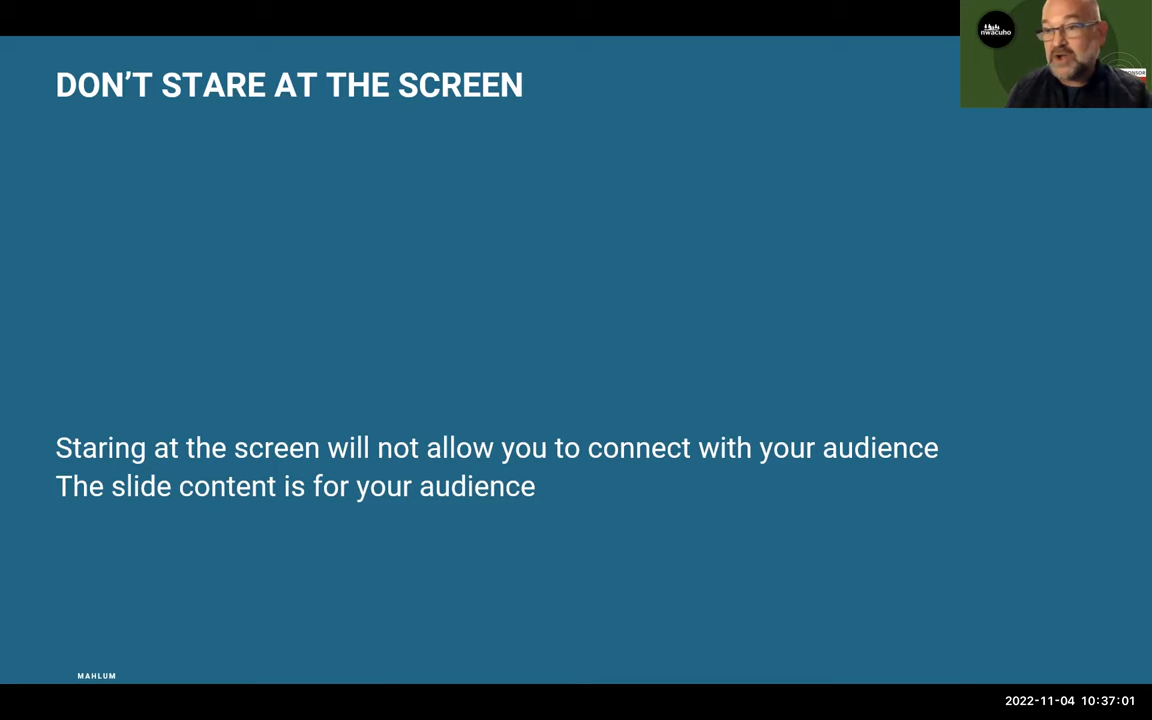 DON'T STARE AT THE SCREEN
nwacuho
Staring at the screen will not allow you to connect with your audience
The slide content is for your audience
MAHLUM
2022-11-04 10:37:01